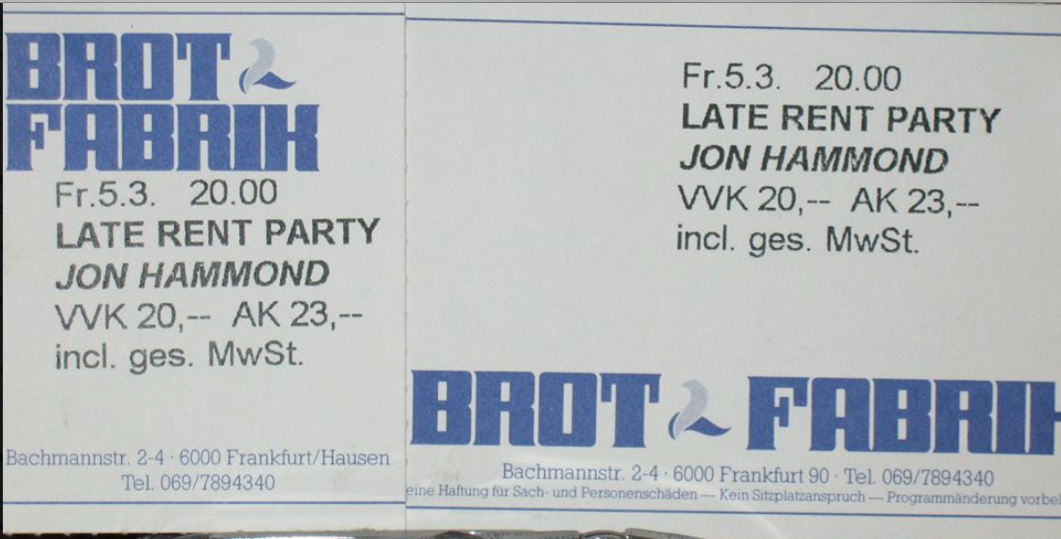 BROT
FABRIK
Fr.5.3. 20.00
LATE RENT PARTY
JON HAMMOND
VVK 20,-- AK 23,--
incl. ges. MwSt.
Bachmannstr. 2-4 · 6000 Frankfurt/Hausen
Tel. 069/7894340
Fr.5.3. 20.00
LATE RENT PARTY
JON HAMMOND
VVK 20,-- AK 23,--
incl. ges. MwSt.
BROT FABRIK
Bachmannstr. 2-4 · 6000 Frankfurt 90 · Tel. 069/7894340
eine Haftung für Sach- und Personenschäden — Kein Sitzplatzanspruch — Programmänderung vorbe